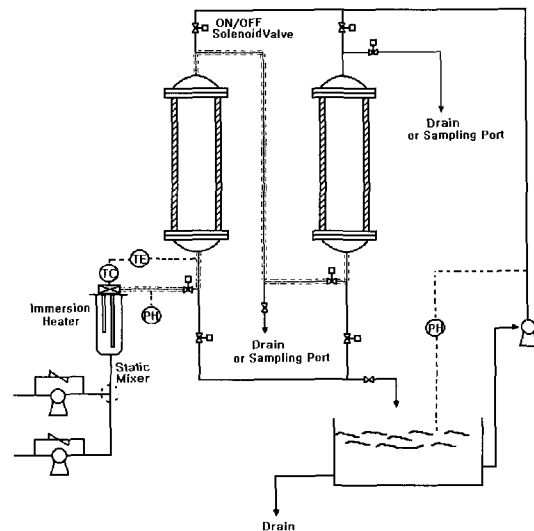 ON/OFF
SolenoidValve
Drain
or Sampling Port
TC
TE
Immersion
Heater
PH
PH
Drain
or Sampling Port
Static
Mixer
Drain